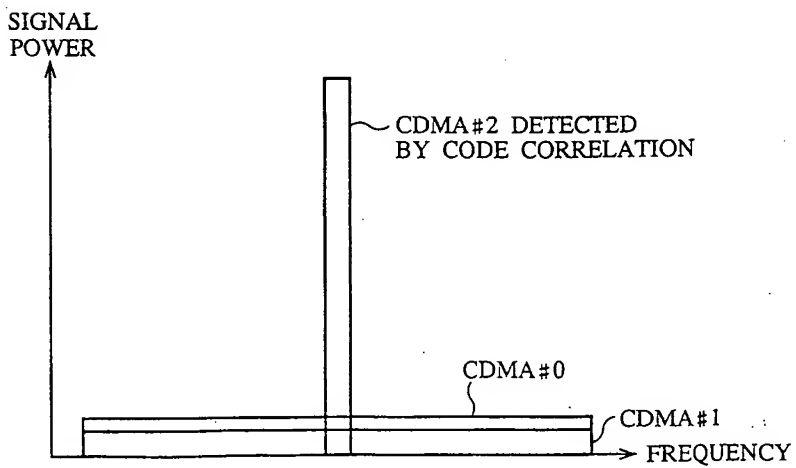 SIGNAL
POWER
CDMA#2 DETECTED
BY CODE CORRELATION
CDMA#0
CDMA#1
FREQUENCY